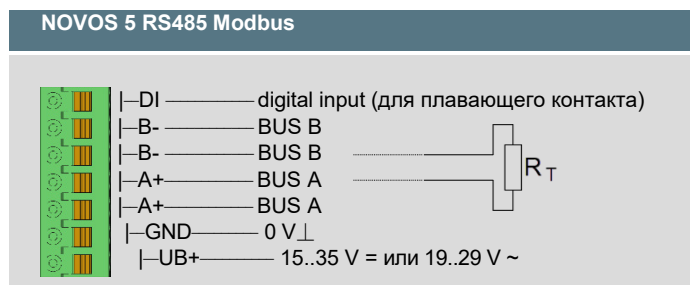 NOVOS 5 RS485 Modbus
DI digital input (для плавающего контакта)
B- BUS B
B- BUS B
A+ BUS A
A+ BUS A
GND 0 V⊥
UB+ 15..35 V = или 19..29 V ~
R T